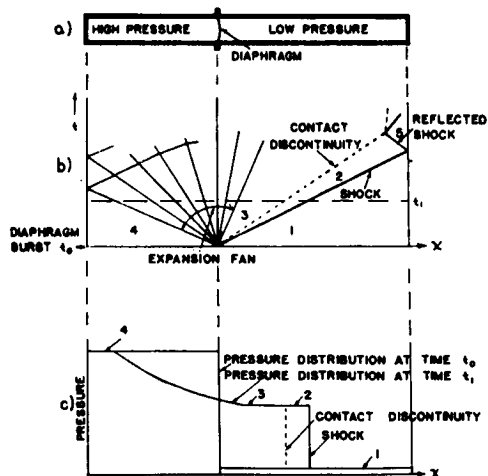 a)
HIGH PRESSURE
LOW PRESSURE
DIAPHRAGM
t
b)
CONTACT
DISCONTINUITY
REFLECTED
SHOCK
5
2
SHOCK
t₁
3
4
1
DIAPHRAGM
BURST t₀
X
EXPANSION FAN
4
PRESSURE DISTRIBUTION AT TIME t₀
PRESSURE DISTRIBUTION AT TIME t₁
3
2
c)
PRESSURE
CONTACT DISCONTINUITY
SHOCK
1
X